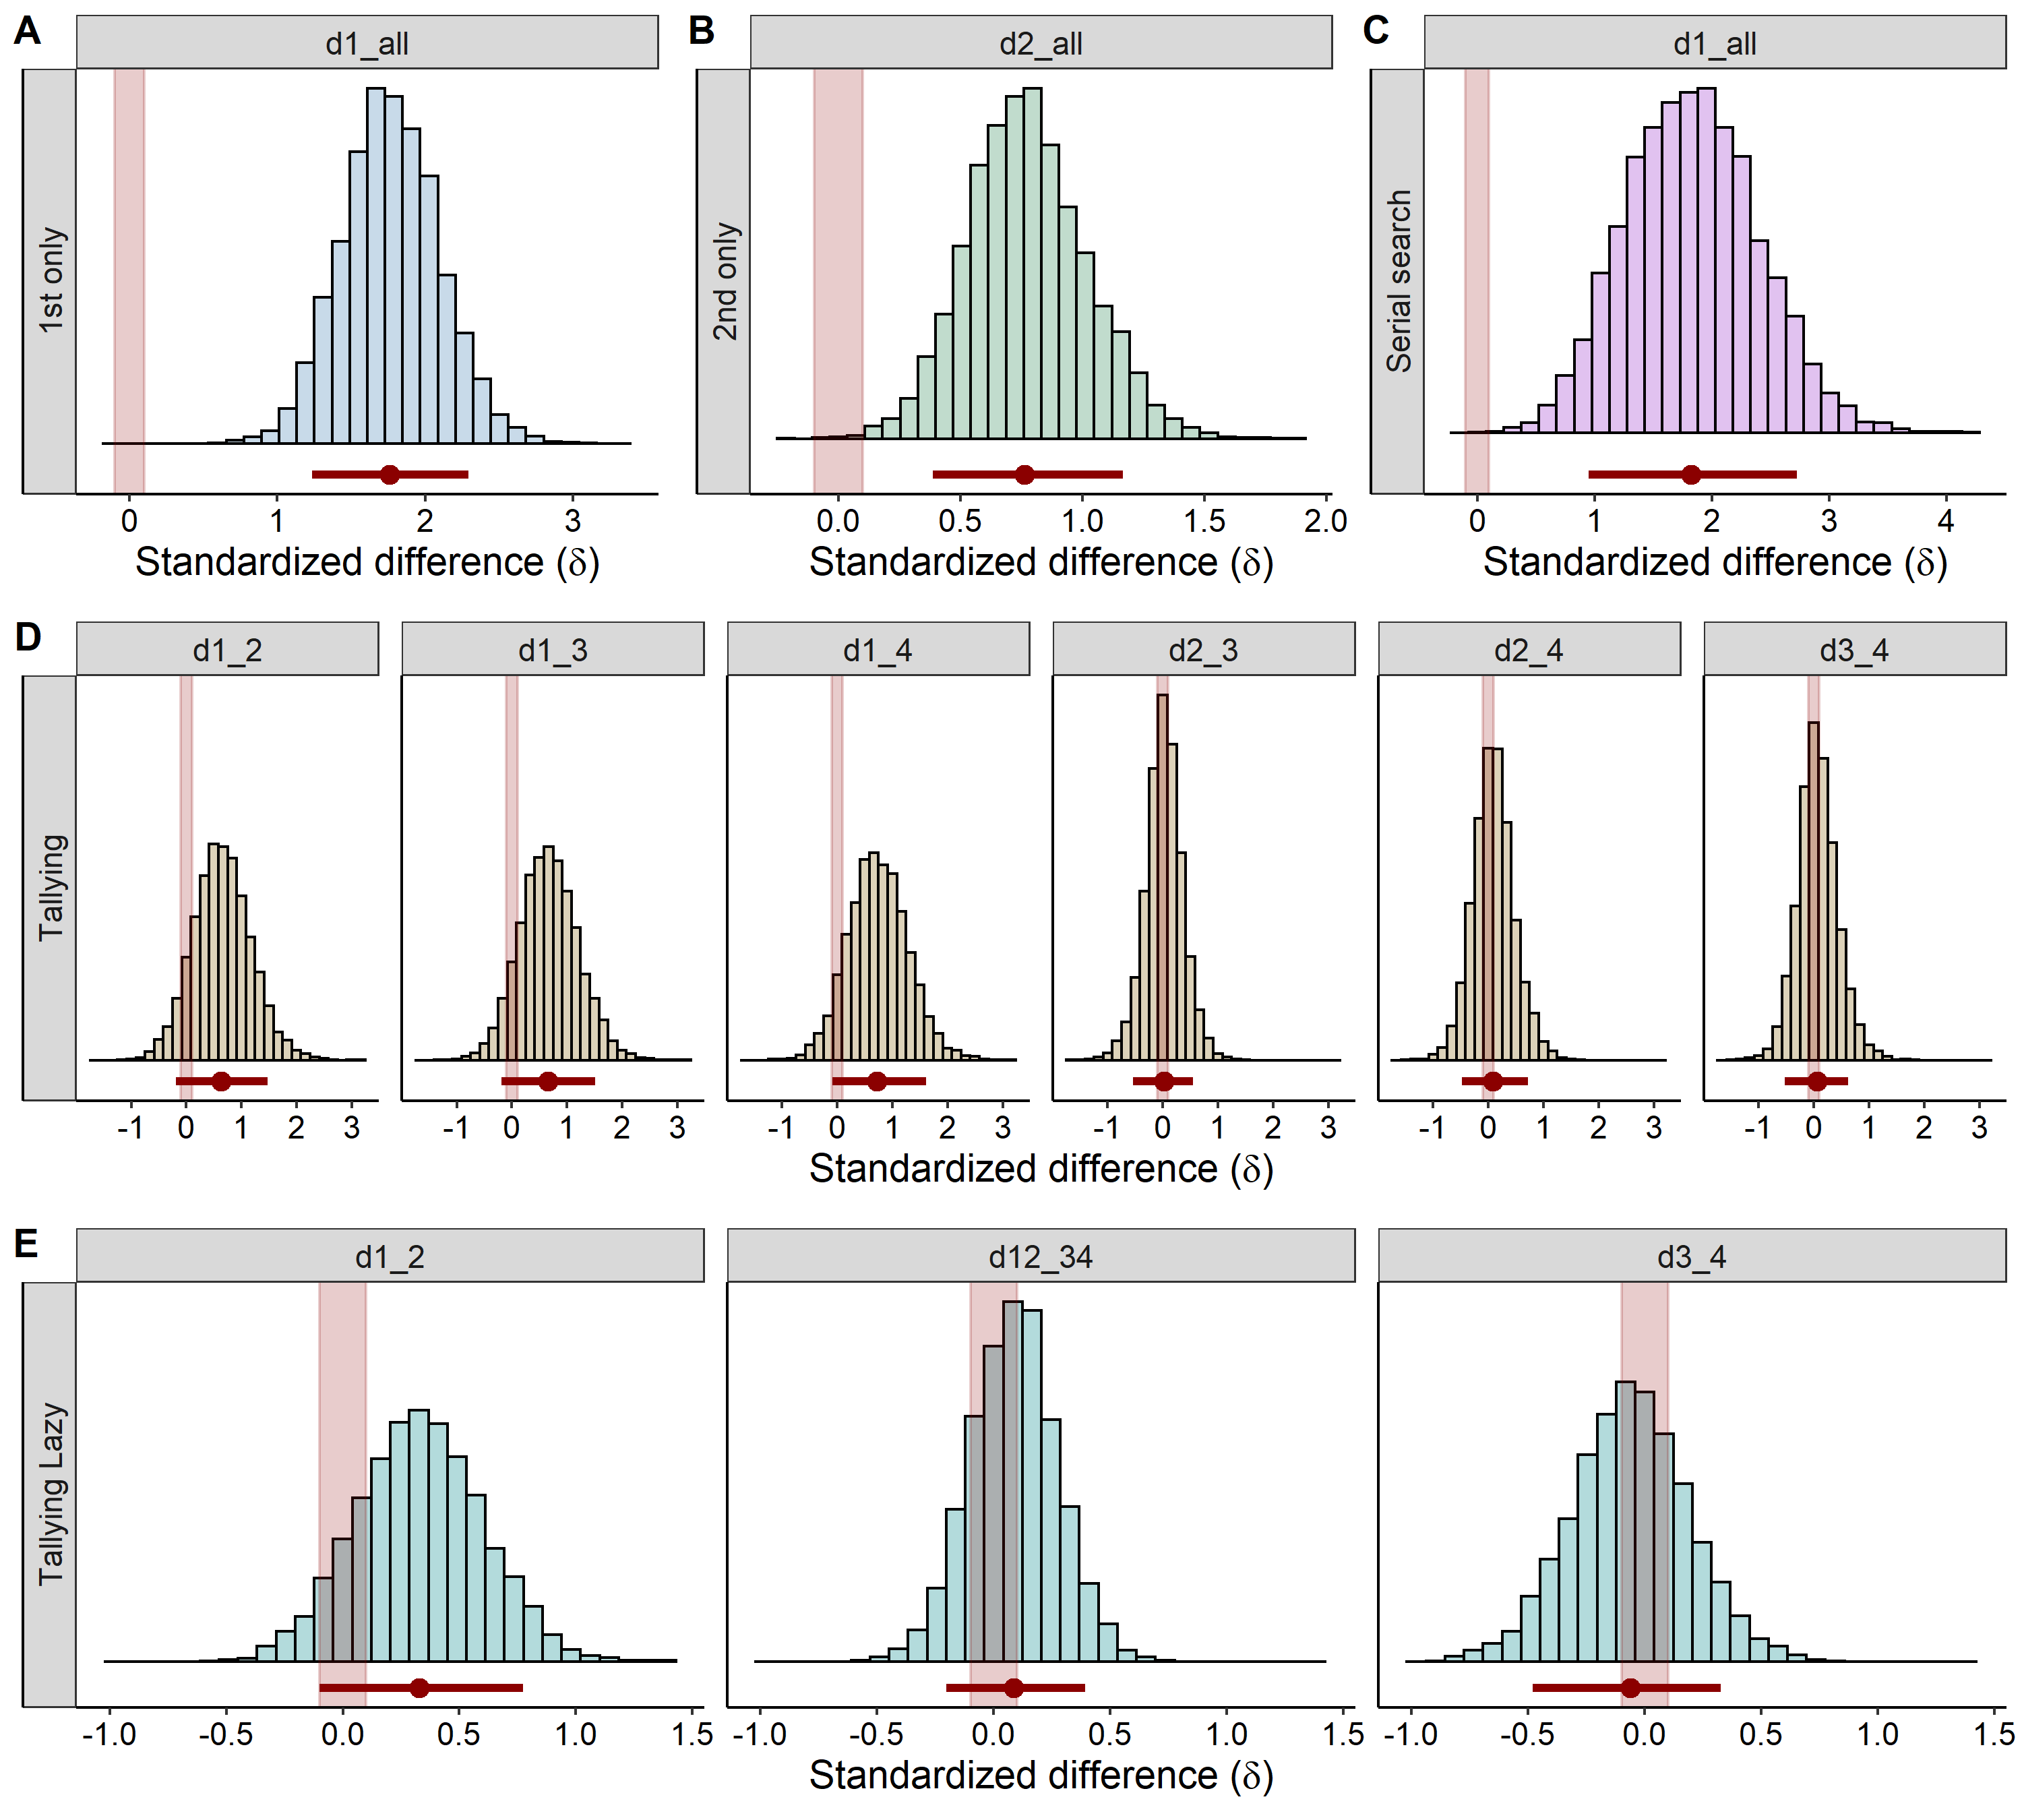 A d1_all B d2_all C d1_all
1st only 2nd only Serial search
0 1 2 3 0.0 0.5 1.0 1.5 2.0 0 1 2 3 4
Standardized difference (δ) Standardized difference (δ) Standardized difference (δ)
D d1_2 d1_3 d1_4 d2_3 d2_4 d3_4
Tallying
-1 0 1 2 3 -1 0 1 2 3 -1 0 1 2 3 -1 0 1 2 3 -1 0 1 2 3 -1 0 1 2 3
Standardized difference (δ)
E d1_2 d12_34 d3_4
Tallying Lazy
-1.0 -0.5 0.0 0.5 1.0 1.5 -1.0 -0.5 0.0 0.5 1.0 1.5 -1.0 -0.5 0.0 0.5 1.0 1.5
Standardized difference (δ)